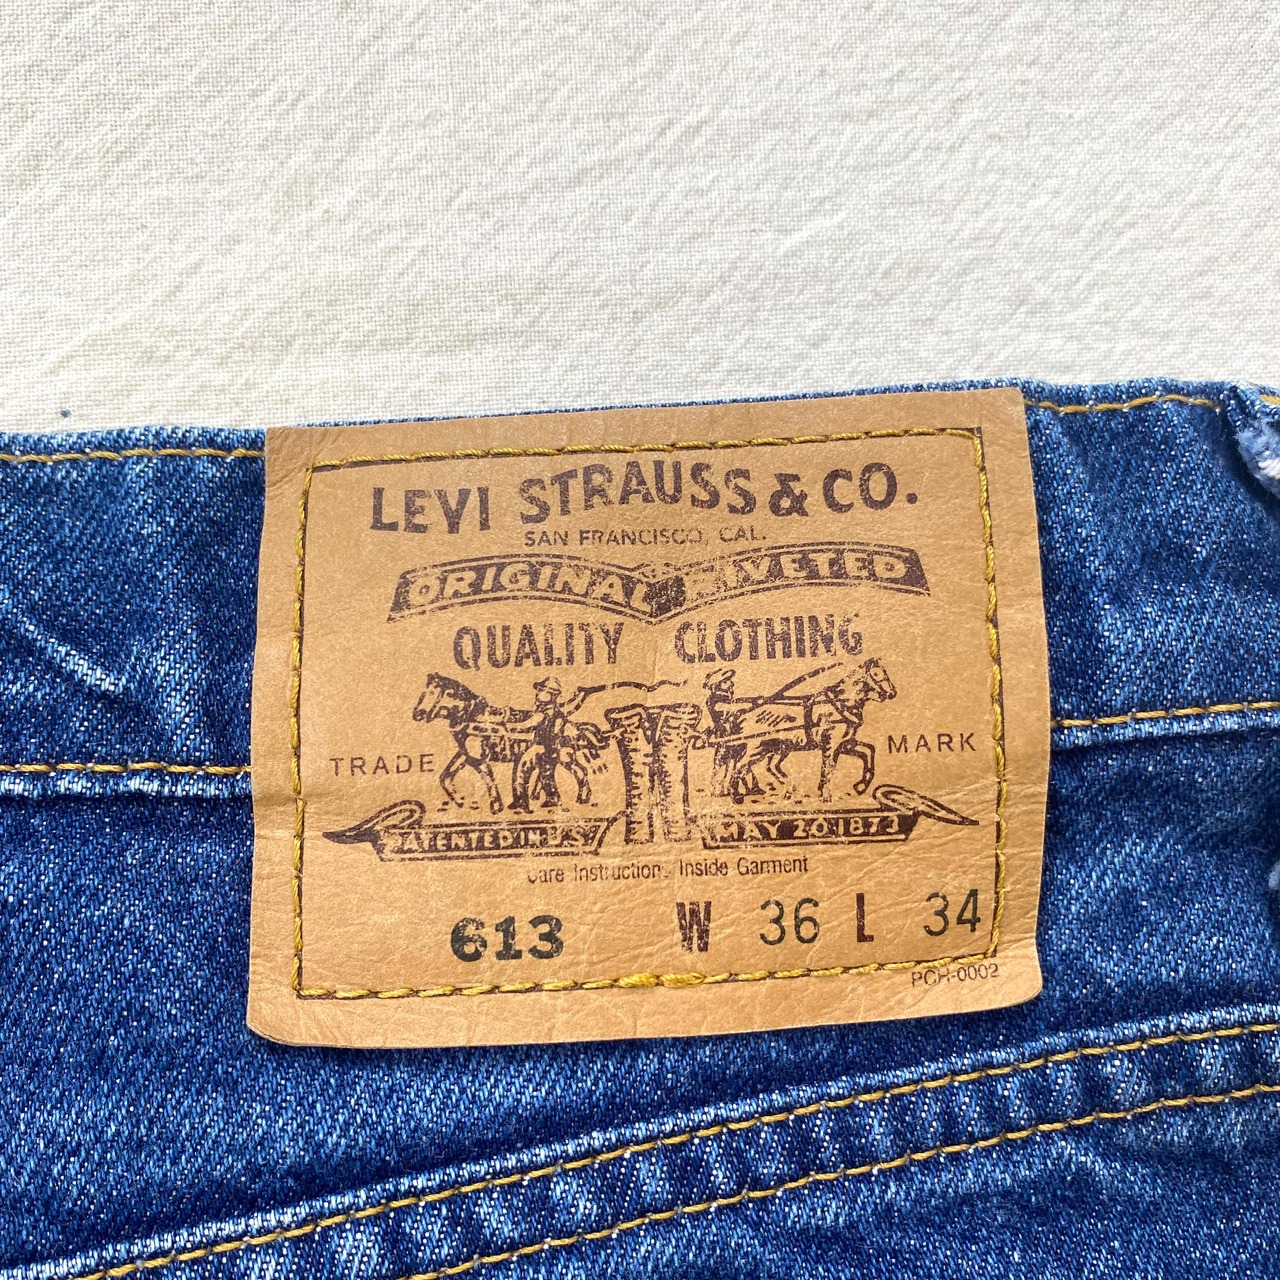 LEVI STRAUSS & CO.
SAN FRANCISCO, CAL.
ORIGINAL RIVETED
QUALITY CLOTHING
TRADE MARK
PATENTED IN U.S. MAY 20 1873
Care Instructions Inside Garment
613 W 36 L 34
PCH-0002